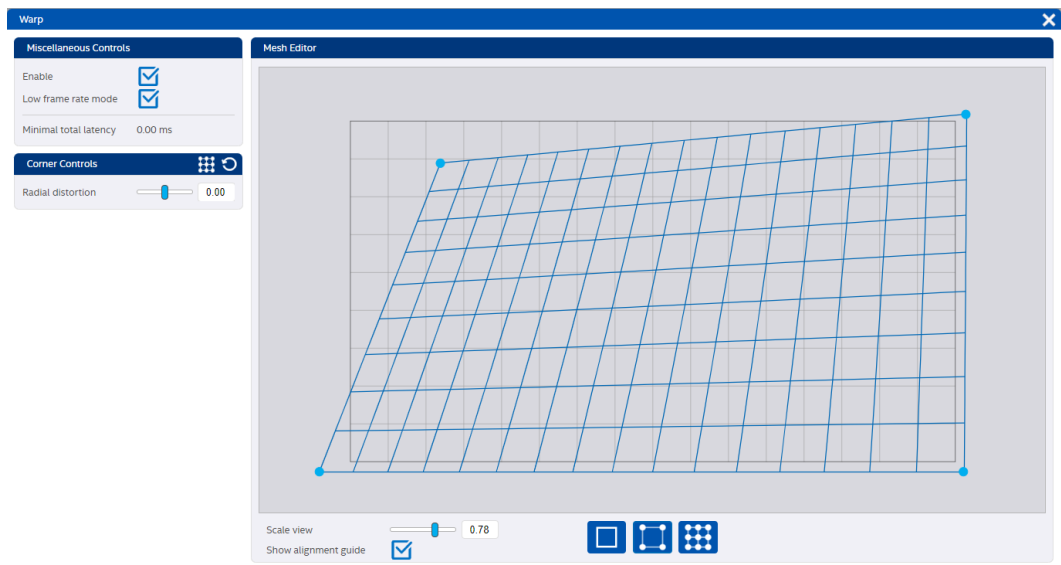 Warp
Miscellaneous Controls
Enable
Low frame rate mode
Minimal total latency 0.00 ms
Corner Controls
Radial distortion 0.00
Mesh Editor
Scale view 0.78
Show alignment guide